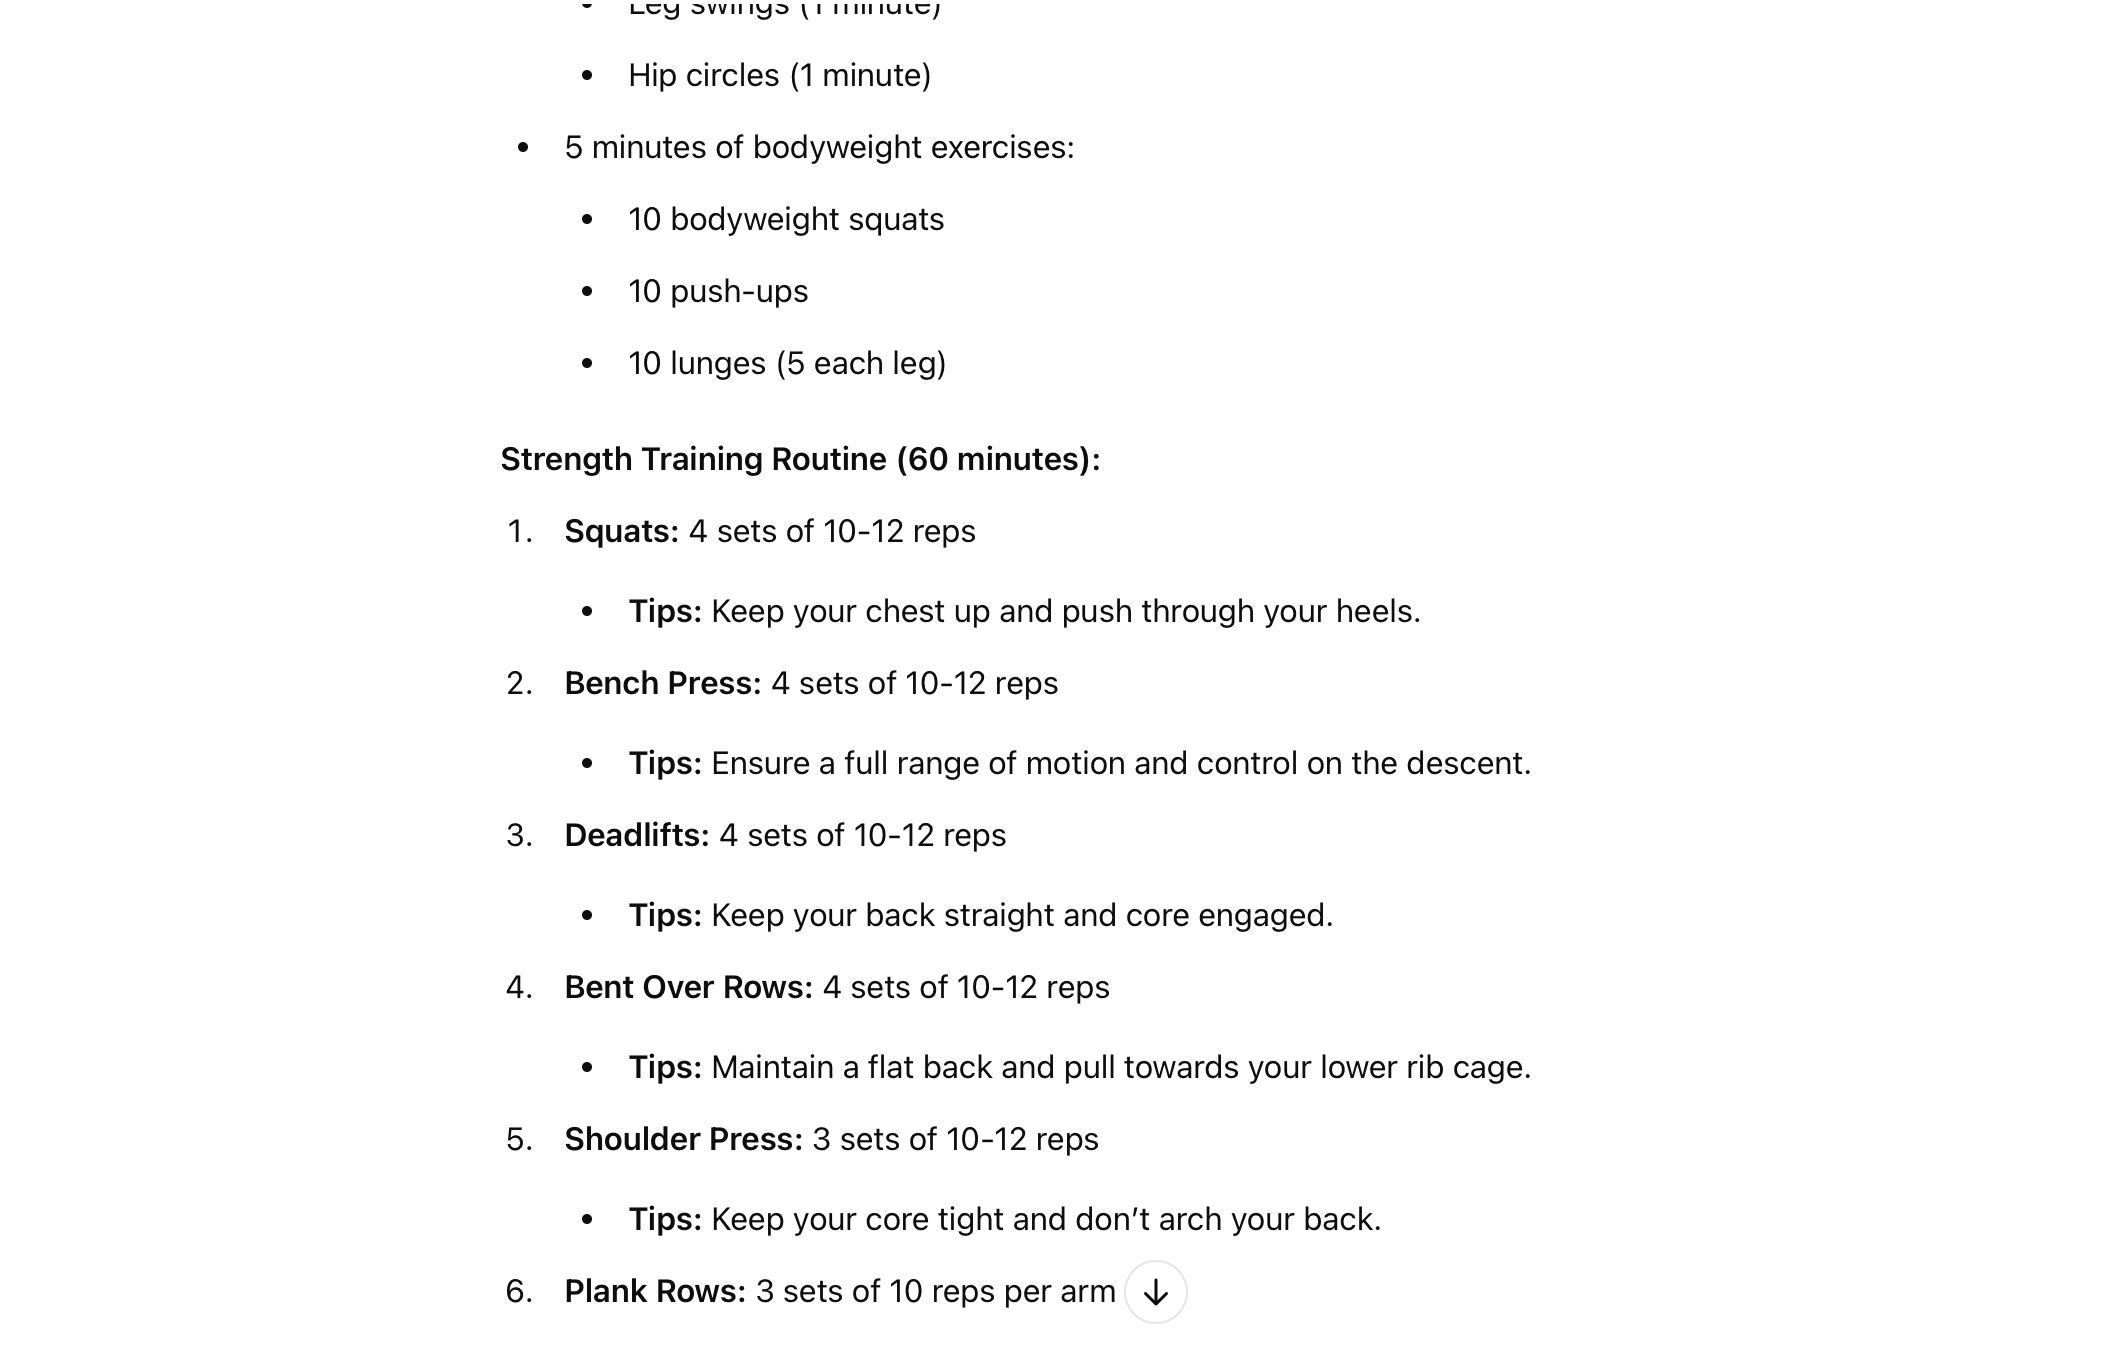 • Leg swings (1 minute)
• Hip circles (1 minute)
• 5 minutes of bodyweight exercises:
• 10 bodyweight squats
• 10 push-ups
• 10 lunges (5 each leg)
Strength Training Routine (60 minutes):
1. Squats: 4 sets of 10-12 reps
• Tips: Keep your chest up and push through your heels.
2. Bench Press: 4 sets of 10-12 reps
• Tips: Ensure a full range of motion and control on the descent.
3. Deadlifts: 4 sets of 10-12 reps
• Tips: Keep your back straight and core engaged.
4. Bent Over Rows: 4 sets of 10-12 reps
• Tips: Maintain a flat back and pull towards your lower rib cage.
5. Shoulder Press: 3 sets of 10-12 reps
• Tips: Keep your core tight and don’t arch your back.
6. Plank Rows: 3 sets of 10 reps per arm